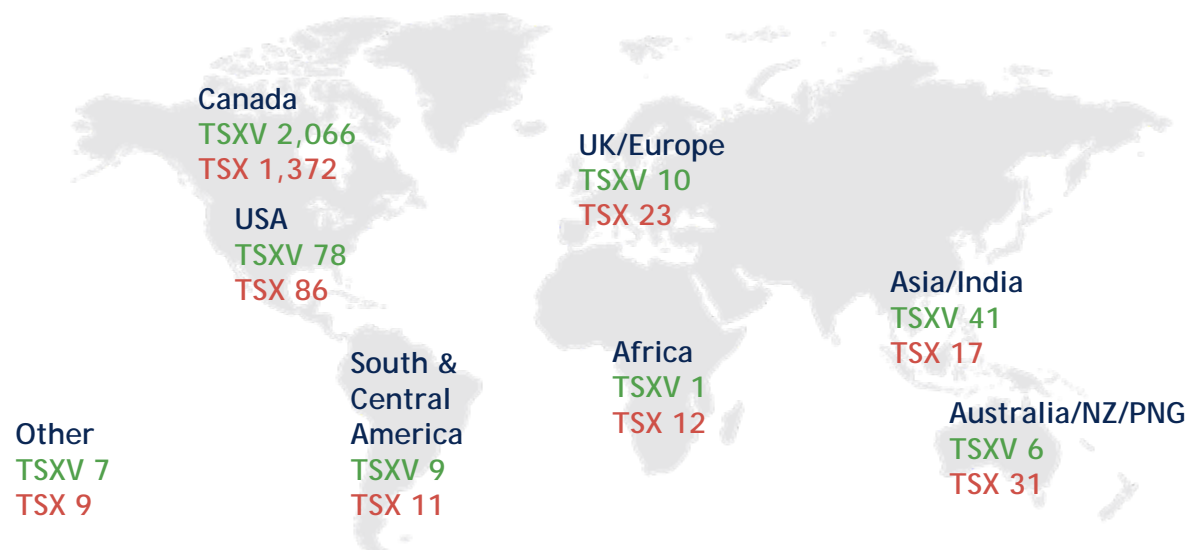 Canada
TSXV 2,066
TSX 1,372
USA
TSXV 78
TSX 86
UK/Europe
TSXV 10
TSX 23
Asia/India
TSXV 41
TSX 17
Africa
TSXV 1
TSX 12
South &
Central
America
TSXV 9
TSX 11
Australia/NZ/PNG
TSXV 6
TSX 31
Other
TSXV 7
TSX 9